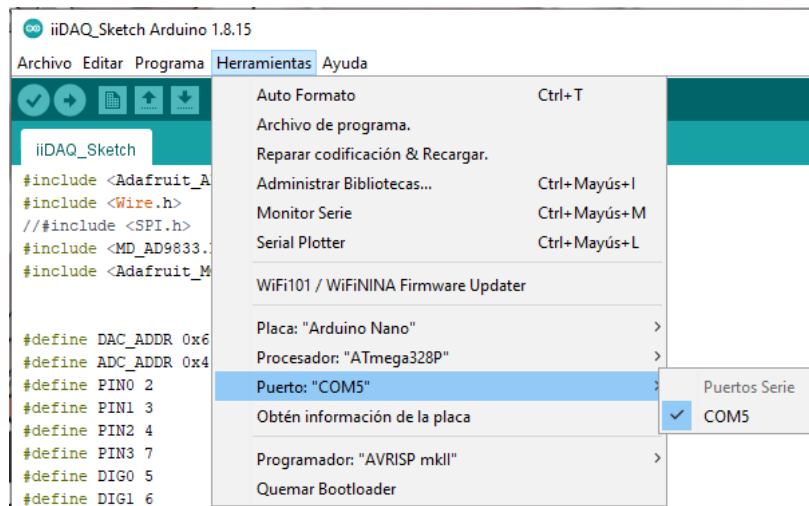 iiDAQ_Sketch Arduino 1.8.15
Archivo Editar Programa Herramientas Ayuda
iiDAQ_Sketch
#include <Adafruit_A
#include <Wire.h>
//#include <SPI.h>
#include <MD_AD9833.
#include <Adafruit_M
#define DAC_ADDR 0x6
#define ADC_ADDR 0x4
#define PIN0 2
#define PIN1 3
#define PIN2 4
#define PIN3 7
#define DIG0 5
#define DIG1 6
Auto Formato Ctrl+T
Archivo de programa.
Reparar codificación & Recargar.
Administrar Bibliotecas... Ctrl+Mayús+I
Monitor Serie Ctrl+Mayús+M
Serial Plotter Ctrl+Mayús+L
WiFi101 / WiFiNINA Firmware Updater
Placa: "Arduino Nano"
Procesador: "ATmega328P"
Puerto: "COM5"
Obtén información de la placa
Programador: "AVRISP mkII"
Quemar Bootloader
Puertos Serie
COM5